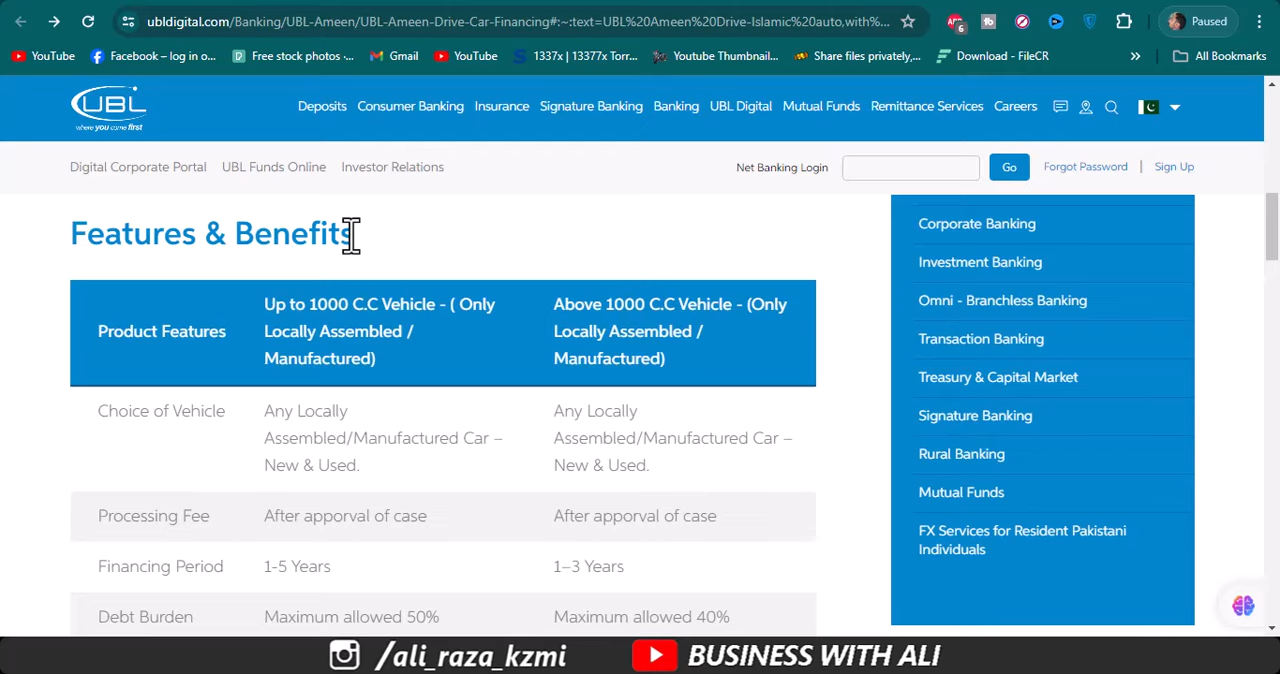 ubldigital.com/Banking/UBL-Ameen/UBL-Ameen-Drive-Car-Financing#:~:text=UBL%20Ameen%20Drive-Islamic%20auto,with%...
6
Paused
YouTube
Facebook – log in o...
Free stock photos ·...
Gmail
YouTube
1337x | 13377x Torr...
Youtube Thumbnail...
Share files privately,...
Download - FileCR
»
All Bookmarks
UBL
where you come first
Deposits
Consumer Banking
Insurance
Signature Banking
Banking
UBL Digital
Mutual Funds
Remittance Services
Careers
Digital Corporate Portal
UBL Funds Online
Investor Relations
Net Banking Login
Go
Forgot Password
|
Sign Up
Features & Benefits
Product Features
Up to 1000 C.C Vehicle - ( Only
Locally Assembled /
Manufactured)
Above 1000 C.C Vehicle - (Only
Locally Assembled /
Manufactured)
Choice of Vehicle
Any Locally
Assembled/Manufactured Car –
New & Used.
Any Locally
Assembled/Manufactured Car –
New & Used.
Processing Fee
After apporval of case
After apporval of case
Financing Period
1-5 Years
1–3 Years
Debt Burden
Maximum allowed 50%
Maximum allowed 40%
Corporate Banking
Investment Banking
Omni - Branchless Banking
Transaction Banking
Treasury & Capital Market
Signature Banking
Rural Banking
Mutual Funds
FX Services for Resident Pakistani
Individuals
/ali_raza_kzmi
BUSINESS WITH ALI